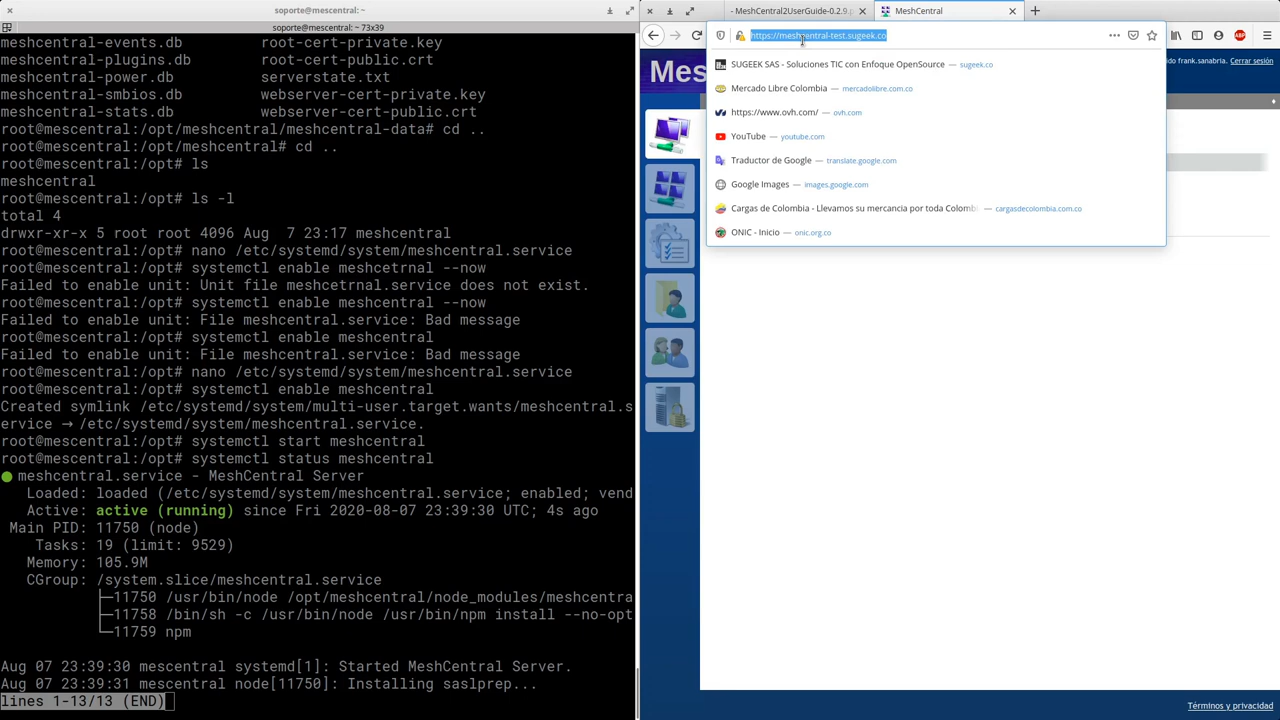 soporte@mescentral: ~
soporte@mescentral: ~ 73x39
meshcentral-events.db root-cert-private.key
meshcentral-plugins.db root-cert-public.crt
meshcentral-power.db serverstate.txt
meshcentral-smbios.db webserver-cert-private.key
webserver-cert-public.crt
root@mescentral:/opt/meshcentral/meshcentral-data# cd ..
root@mescentral:/opt/meshcentral# cd ..
root@mescentral:/opt# ls
meshcentral
root@mescentral:/opt# ls -l
total 4
drwxr-xr-x 5 root root 4096 Aug  7 23:17 meshcentral
root@mescentral:/opt# nano /etc/systemd/system/meshcentral.service
root@mescentral:/opt# systemctl enable meshcetrnal --now
Failed to enable unit: Unit file meshcetrnal.service does not exist.
root@mescentral:/opt# systemctl enable meshcentral --now
Failed to enable unit: File meshcentral.service: Bad message
root@mescentral:/opt# systemctl enable meshcentral
Failed to enable unit: File meshcentral.service: Bad message
root@mescentral:/opt# nano /etc/systemd/system/meshcentral.service
root@mescentral:/opt# systemctl enable meshcentral
Created symlink /etc/systemd/system/multi-user.target.wants/meshcentral.s
ervice → /etc/systemd/system/meshcentral.service.
root@mescentral:/opt# systemctl start meshcentral
root@mescentral:/opt# systemctl status meshcentral
● meshcentral.service - MeshCentral Server
Loaded: loaded (/etc/systemd/system/meshcentral.service; enabled; vend
Active: active (running) since Fri 2020-08-07 23:39:30 UTC; 4s ago
Main PID: 11750 (node)
Tasks: 19 (limit: 9529)
Memory: 105.9M
CGroup: /system.slice/meshcentral.service
├─11750 /usr/bin/node /opt/meshcentral/node_modules/meshcentra
├─11758 /bin/sh -c /usr/bin/node /usr/bin/npm install --no-opt
└─11759 npm
Aug 07 23:39:30 mescentral systemd[1]: Started MeshCentral Server.
Aug 07 23:39:31 mescentral node[11750]: Installing saslprep...
lines 1-13/13 (END)
- MeshCentral2UserGuide-0.2.9.p
MeshCentral
https://meshcentral-test.sugeek.co
SUGEEK SAS - Soluciones TIC con Enfoque OpenSource — sugeek.co
Mercado Libre Colombia — mercadolibre.com.co
https://www.ovh.com/ — ovh.com
YouTube — youtube.com
Traductor de Google — translate.google.com
Google Images — images.google.com
Cargas de Colombia - Llevamos su mercancia por toda Colomb — cargasdecolombia.com.co
ONIC - Inicio — onic.org.co
ABP
Mes
ido frank.sanabria. Cerrar sesión
Términos y privacidad